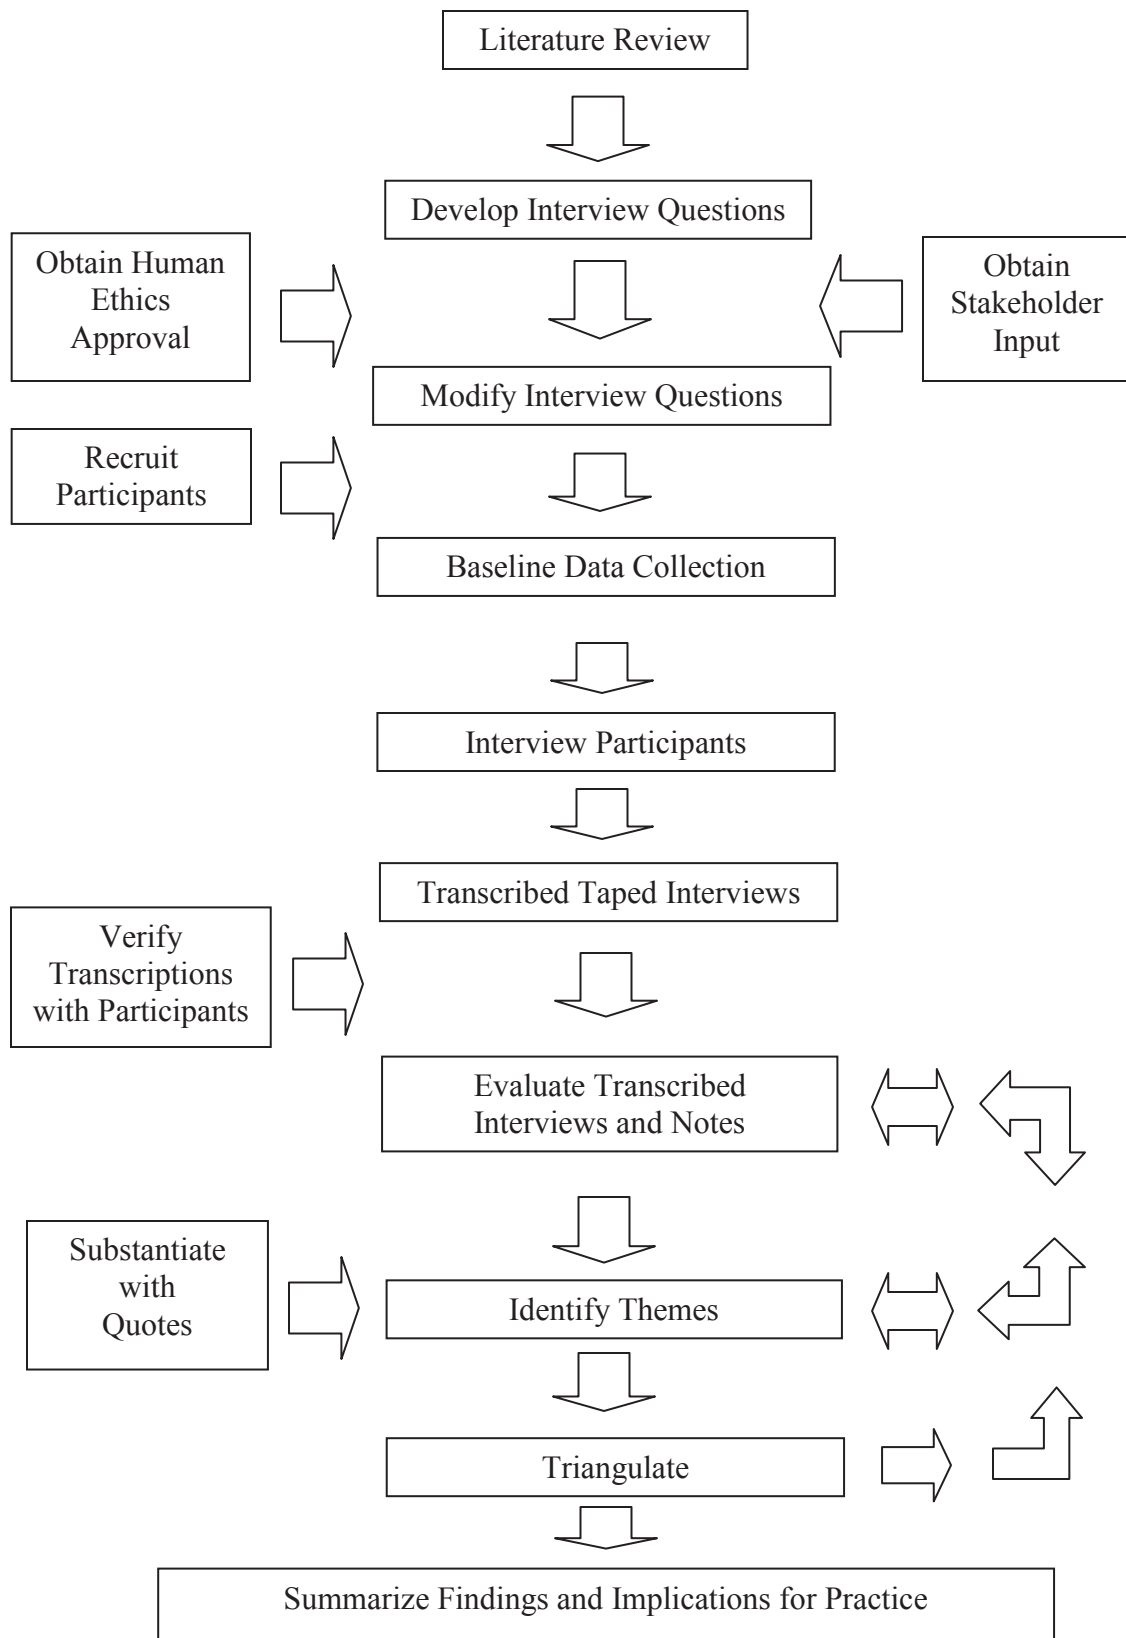 Literature Review
Develop Interview Questions
Obtain Human
Ethics
Approval
Obtain
Stakeholder
Input
Modify Interview Questions
Recruit
Participants
Baseline Data Collection
Interview Participants
Transcribed Taped Interviews
Verify
Transcriptions
with Participants
Evaluate Transcribed
Interviews and Notes
Substantiate
with
Quotes
Identify Themes
Triangulate
Summarize Findings and Implications for Practice